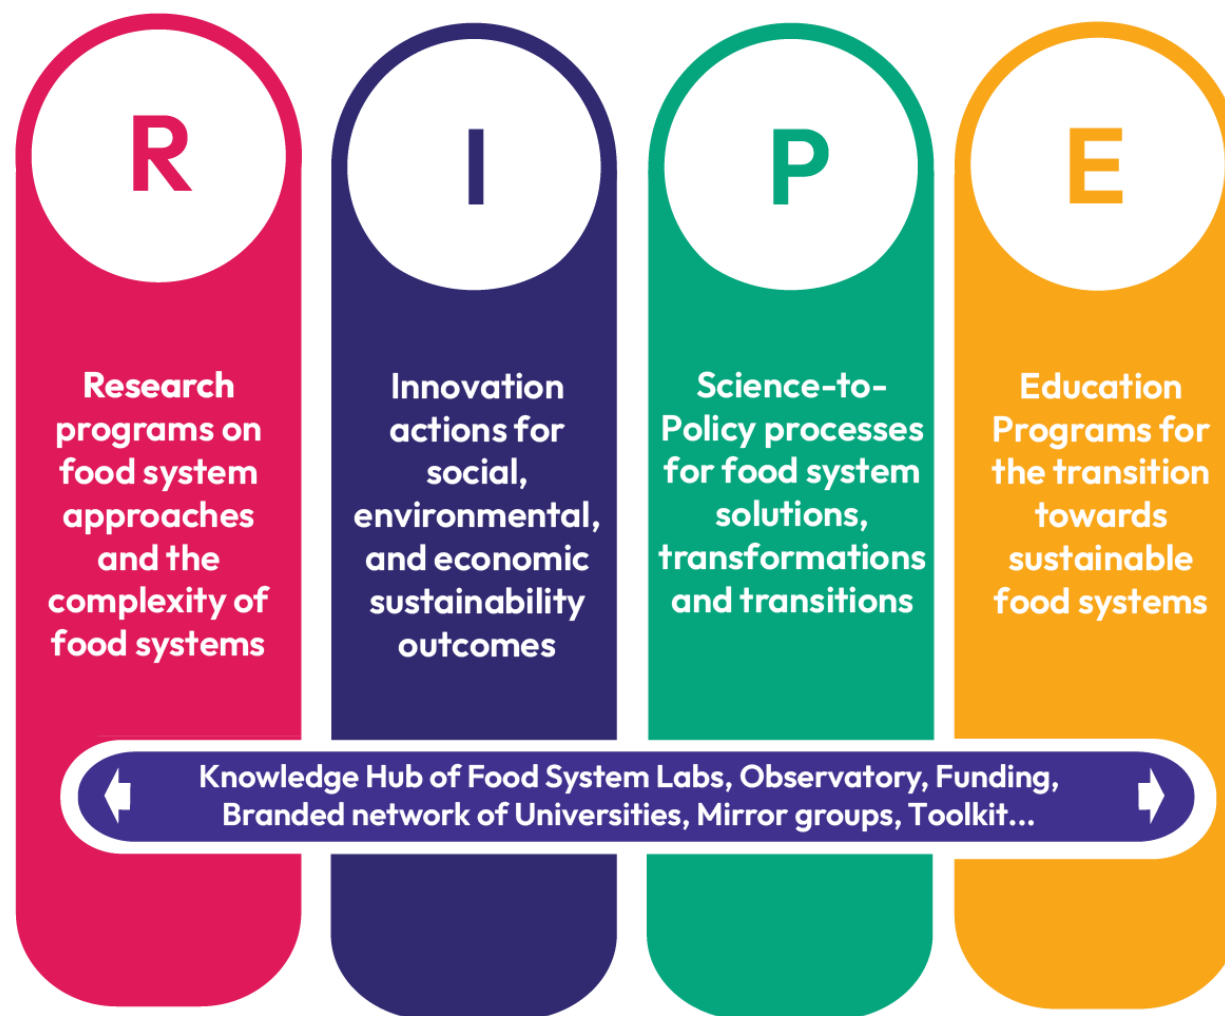 R
Research
programs on
food system
approaches
and the
complexity of
food systems
I
Innovation
actions for
social,
environmental,
and economic
sustainability
outcomes
P
Science-to-
Policy processes
for food system
solutions,
transformations
and transitions
E
Education
Programs for
the transition
towards
sustainable
food systems
Knowledge Hub of Food System Labs, Observatory, Funding,
Branded network of Universities, Mirror groups, Toolkit...